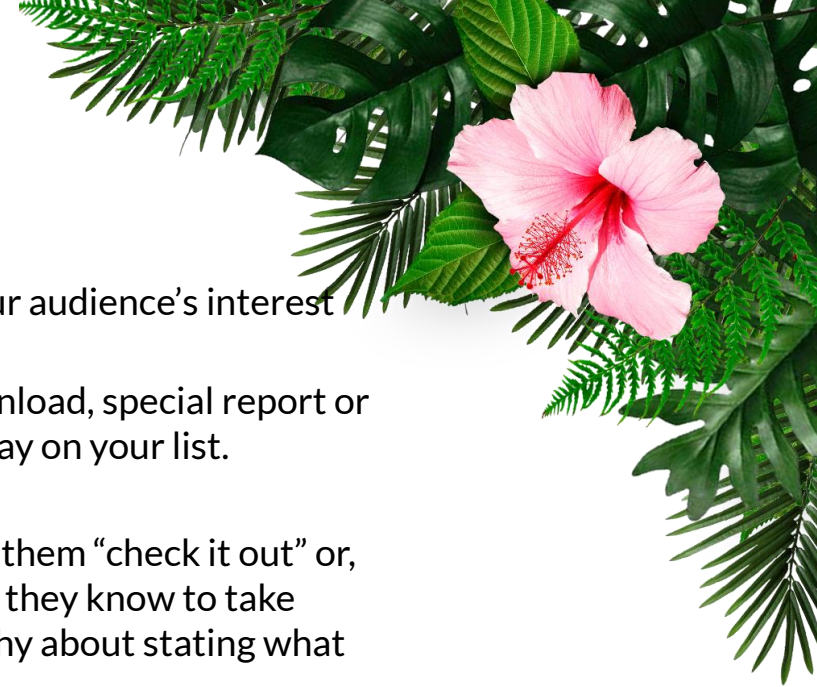 ur audience’s interest
nload, special report or
ay on your list.
them “check it out” or,
they know to take
hy about stating what